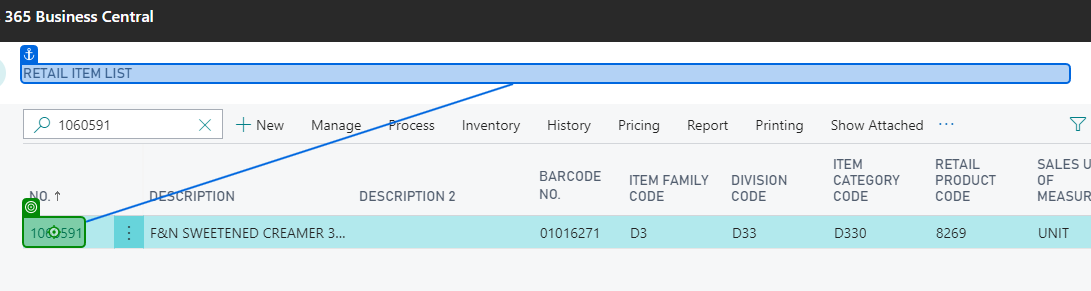 365 Business Central
RETAIL ITEM LIST
1060591 New Manage Process Inventory History Pricing Report Printing Show Attached ...
NO. ↑ DESCRIPTION DESCRIPTION 2 BARCODE NO. ITEM FAMILY CODE DIVISION CODE ITEM CATEGORY CODE RETAIL PRODUCT CODE SALES U OF MEASUR
1060591 F&N SWEETENED CREAMER 3... 01016271 D3 D33 D330 8269 UNIT